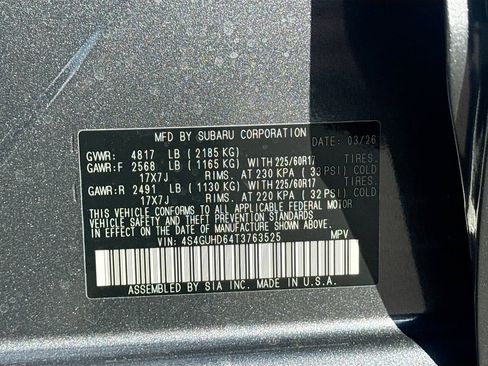 MFD BY SUBARU CORPORATION DATE: 03/26
GVWR: 4817 LB (2185 KG)
GAWR:F 2568 LB (1165 KG) WITH 225/60R17 TIRES.
17X7J RIMS. AT 230 KPA (33 PSI) COLD
GAWR:R 2491 LB (1130 KG) WITH 225/60R17 TIRES.
17X7J RIMS. AT 220 KPA (32 PSI) COLD
THIS VEHICLE CONFORMS TO ALL APPLICABLE FEDERAL MOTOR
VEHICLE SAFETY STANDARDS IN EFFECT
ON THE DATE OF MANUFACTURE SHOWN ABOVE.
VIN: 4S4GUHD64T3763525 MPV
ASSEMBLED BY SIA INC. MADE IN U.S.A.